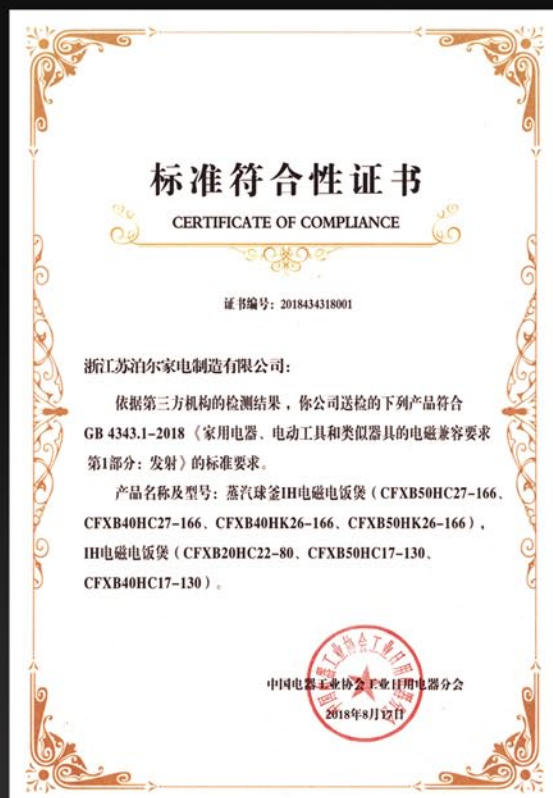 标准符合性证书
CERTIFICATE OF COMPLIANCE
证书编号：2018434318001
浙江苏泊尔家电制造有限公司：
依据第三方机构的检测结果，你公司送检的下列产品符合
GB 4343.1-2018《家用电器、电动工具和类似器具的电磁兼容要求
第1部分：发射》的标准要求。
产品名称及型号：蒸汽球釜IH电磁电饭煲（CFXB50HC27-166、
CFXB40HC27-166、CFXB40HK26-166、CFXB50HK26-166），
IH电磁电饭煲（CFXB20HC22-80、CFXB50HC17-130、
CFXB40HC17-130）。
中国电器工业协会工业日用电器分会
2018年8月17日